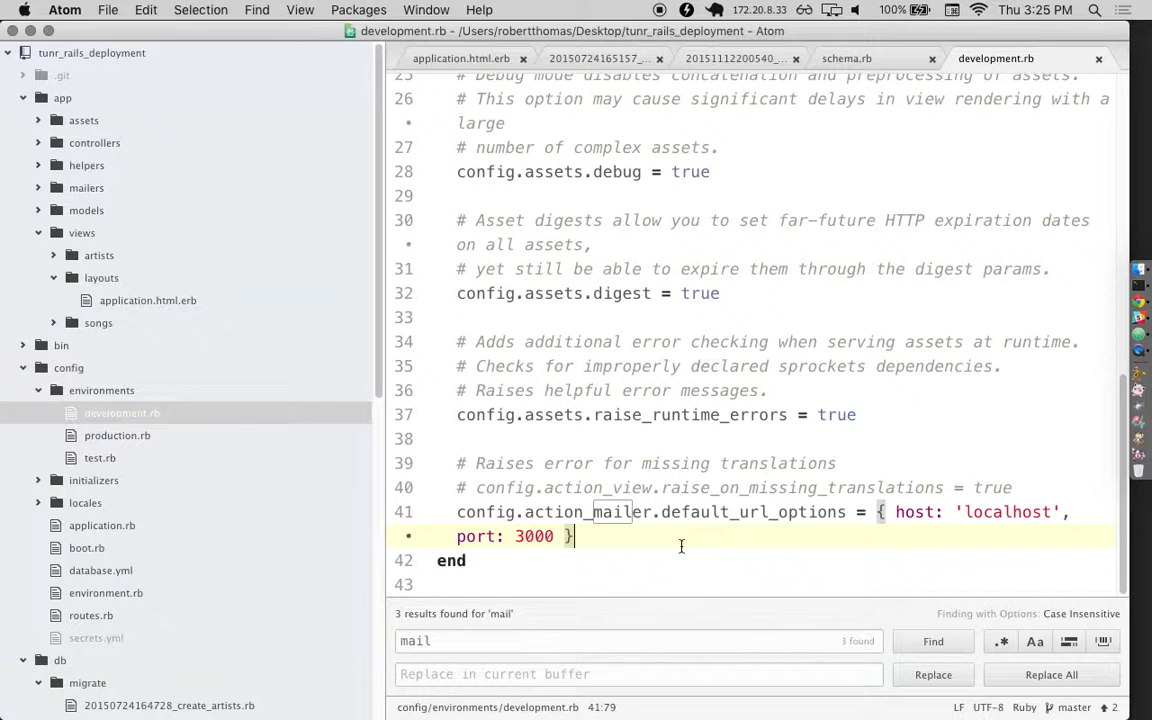 Atom File Edit Selection Find View Packages Window Help 172.20.8.33 100% Thu 3:25 PM
development.rb - /Users/robertthomas/Desktop/tunr_rails_deployment - Atom
tunr_rails_deployment
.git
app
assets
controllers
helpers
mailers
models
views
artists
layouts
application.html.erb
songs
bin
config
environments
development.rb
production.rb
test.rb
initializers
locales
application.rb
boot.rb
database.yml
environment.rb
routes.rb
secrets.yml
db
migrate
20150724164728_create_artists.rb
application.html.erb 20150724165157_... 20151112200540_... schema.rb development.rb
25 # Debug mode disables concatenation and preprocessing of assets.
26 # This option may cause significant delays in view rendering with a
large
27 # number of complex assets.
28 config.assets.debug = true
29
30 # Asset digests allow you to set far-future HTTP expiration dates
on all assets,
31 # yet still be able to expire them through the digest params.
32 config.assets.digest = true
33
34 # Adds additional error checking when serving assets at runtime.
35 # Checks for improperly declared sprockets dependencies.
36 # Raises helpful error messages.
37 config.assets.raise_runtime_errors = true
38
39 # Raises error for missing translations
40 # config.action_view.raise_on_missing_translations = true
41 config.action_mailer.default_url_options = { host: 'localhost',
port: 3000 }
42 end
43
3 results found for 'mail' Finding with Options: Case Insensitive
mail 3 found Find .* Aa
Replace in current buffer Replace Replace All
config/environments/development.rb 41:79 LF UTF-8 Ruby master 2